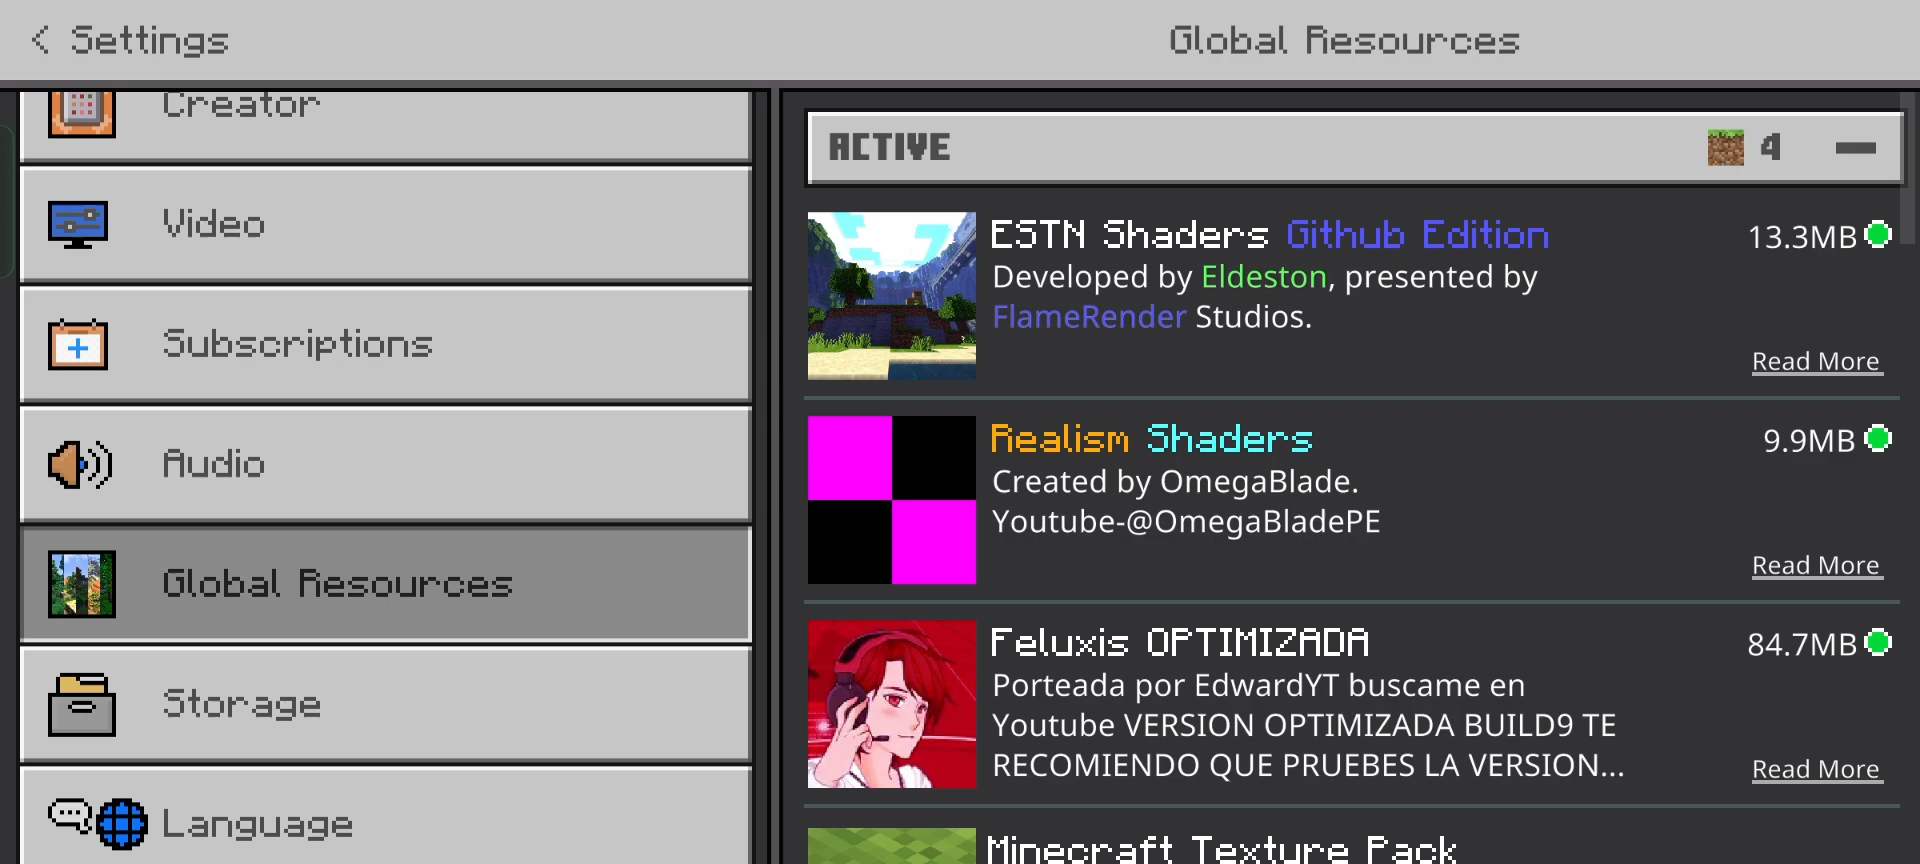 Settings
Global Resources
Creator
Video
Subscriptions
Audio
Global Resources
Storage
Language
ACTIVE
4
ESTN Shaders Github Edition
13.3MB
Developed by Eldeston, presented by
FlameRender Studios.
Read More
Realism Shaders
9.9MB
Created by OmegaBlade.
Youtube-@OmegaBladePE
Read More
Feluxis OPTIMIZADA
84.7MB
Porteada por EdwardYT buscame en
Youtube VERSION OPTIMIZADA BUILD9 TE
RECOMIENDO QUE PRUEBES LA VERSION...
Read More
Minecraft Texture Pack